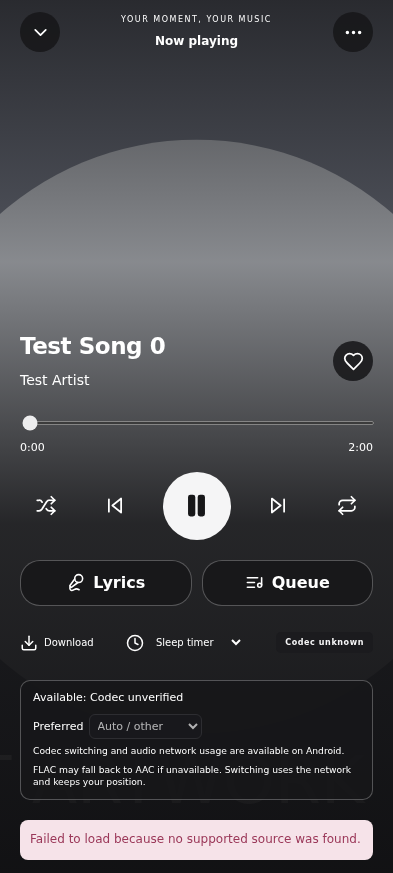 YOUR MOMENT, YOUR MUSIC
Now playing
Test Song 0
Test Artist
0:00
2:00
Lyrics
Queue
Download
Sleep timer
Codec unknown
Available: Codec unverified
Preferred
Auto / other
Codec switching and audio network usage are available on Android.
FLAC may fall back to AAC if unavailable. Switching uses the network
and keeps your position.
Failed to load because no supported source was found.